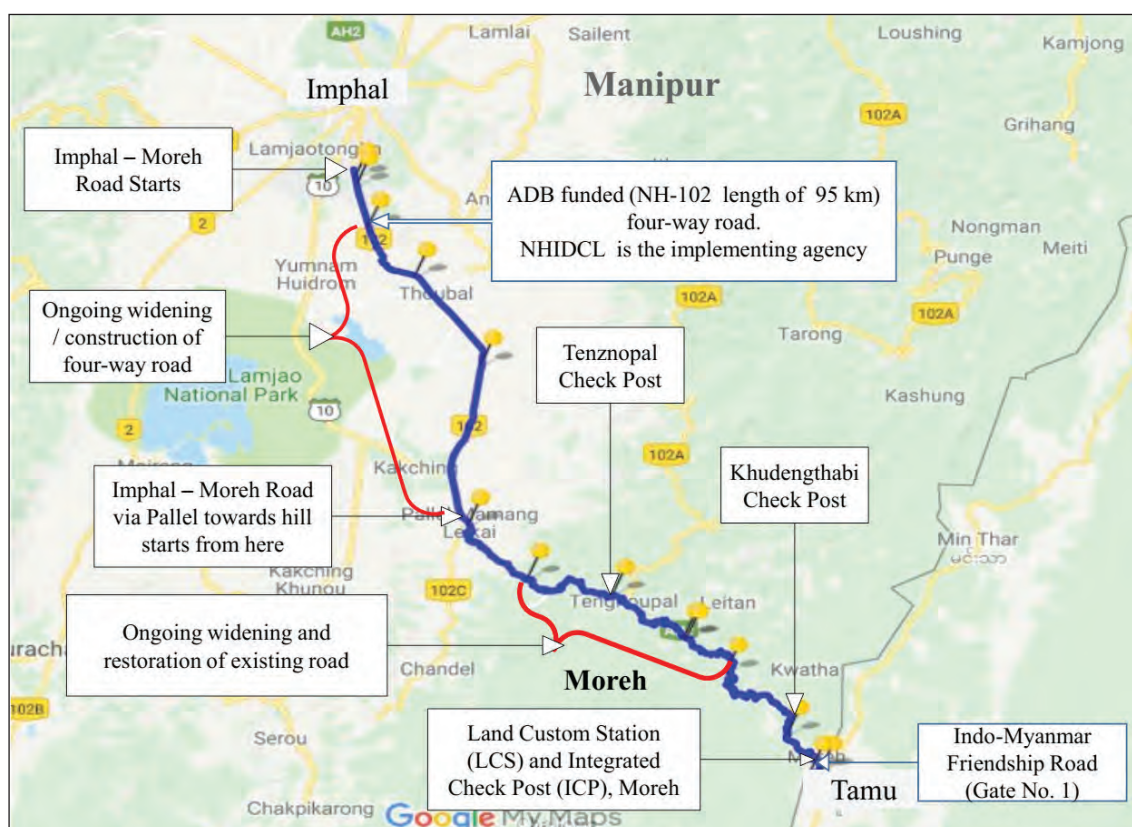 AH2
Lamlai
Sailent
Loushing
Kamjong
Imphal
Manipur
102A
Grihang
Imphal – Moreh
Road Starts
10
ADB funded (NH-102 length of 95 km)
four-way road.
NHIDCL is the implementing agency
2
102
Nongman
Punge
Meiti
Yumnam
Huidrom
Thoubal
102A
102A
Tarong
Ongoing widening
/ construction of
four-way road
Tenznopal
Check Post
Lamjao
National Park
Kashung
10
2
102
102A
Kakching
Khudengthabi
Check Post
Imphal – Moreh Road
via Pallel towards hill
starts from here
Min Thar
Kakching
Khunou
102C
Leitan
Ongoing widening and
restoration of existing road
Chandel
Moreh
Kwatha
102B
Serou
Land Custom Station
(LCS) and Integrated
Check Post (ICP), Moreh
Indo-Myanmar
Friendship Road
(Gate No. 1)
Tamu
Chakpikarong
Google My Maps